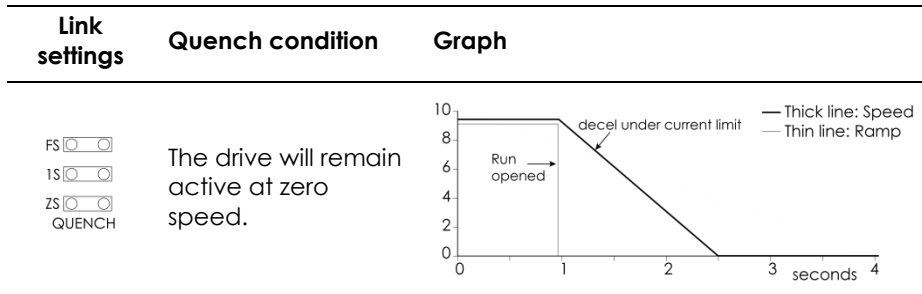 Link settings
Quench condition
Graph
FS
1S
ZS
QUENCH
The drive will remain
active at zero
speed.
10
8
6
4
2
0
decel under current limit
Run
opened
Thick line: Speed
Thin line: Ramp
0 1 2 3 seconds 4